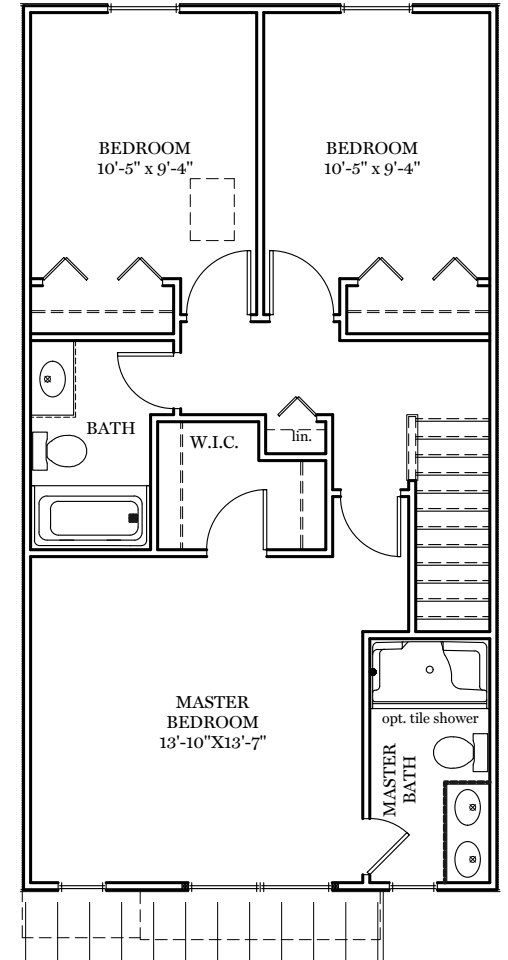 BEDROOM
10'-5" x 9'-4"
BEDROOM
10'-5" x 9'-4"
BATH
W.I.C.
lin.
MASTER
BEDROOM
13'-10"X13'-7"
opt. tile shower
MASTER
BATH